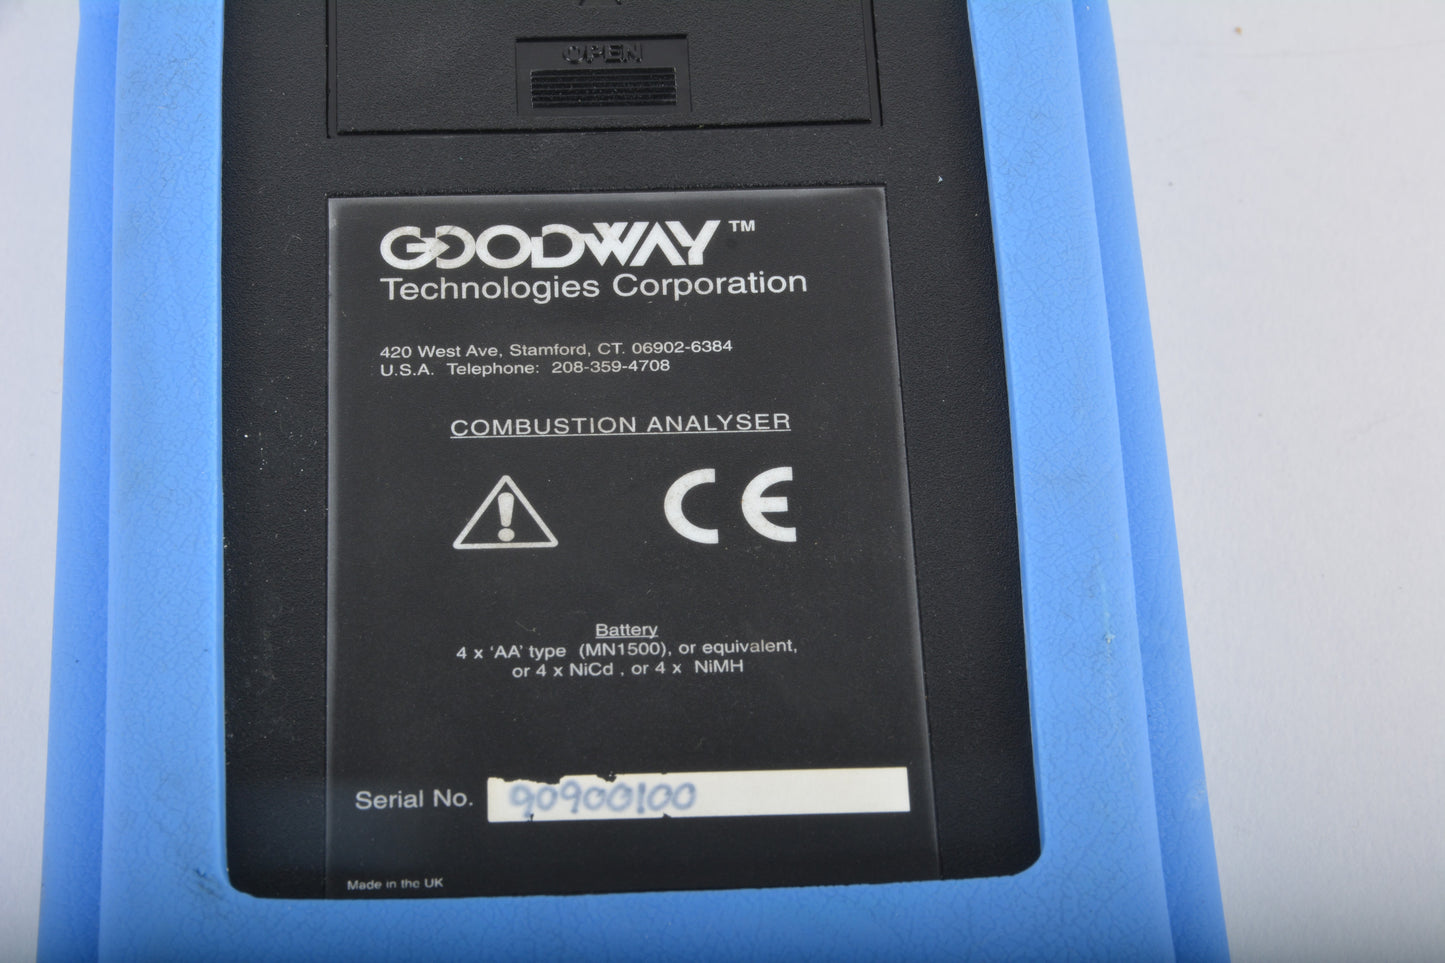 OPEN
GOODWAY™
Technologies Corporation
420 West Ave, Stamford, CT. 06902-6384
U.S.A. Telephone: 208-359-4708
COMBUSTION ANALYSER
CE
Battery
4 x 'AA' type (MN1500), or equivalent,
or 4 x NiCd , or 4 x NiMH
Serial No. 90900100
Made in the UK